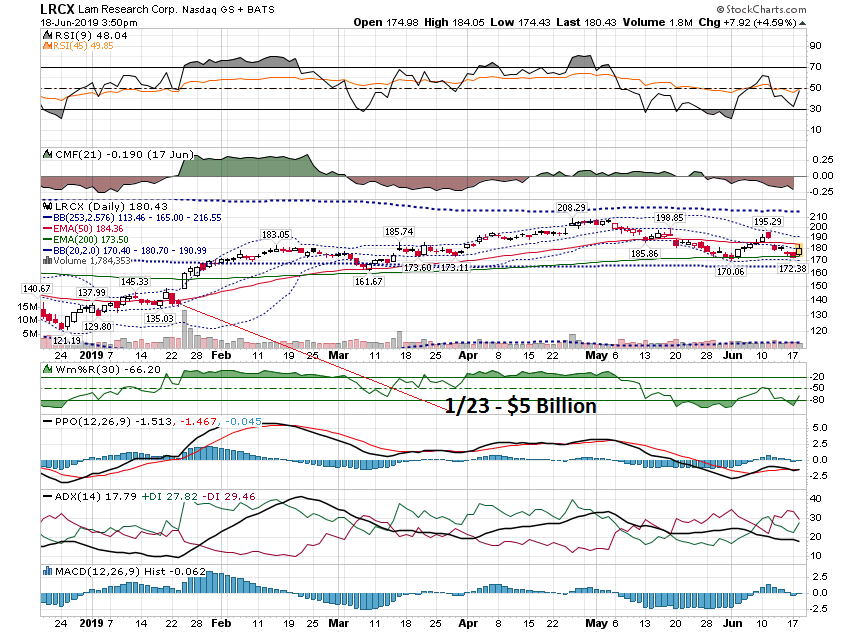 LRCX Lam Research Corp. Nasdaq GS + BATS
© StockCharts.com
18-Jun-2019 3:50pm
Open 174.98 High 184.05 Low 174.43 Last 180.43 Volume 1.8M Chg +7.92 (+4.59%)
RSI(9) 48.04
RSI(45) 49.85
90
70
50
30
10
CMF(21) -0.190 (17 Jun)
0.25
0.00
-0.25
LRCX (Daily) 180.43
BB(253,2.576) 113.46 - 165.00 - 216.55
EMA(50) 184.36
EMA(200) 173.50
BB(20,2.0) 170.40 - 180.70 - 190.99
Volume 1,784,353
208.29
198.85
195.29
183.05
185.74
185.86
173.60
173.11
170.06
172.38
161.67
140.67
137.99
145.33
135.03
129.80
121.19
210
200
190
180
170
160
150
140
130
120
15M
10M
5M
24 2019 7 14 22 28 Feb 11 19 25 Mar 11 18 25 Apr 8 15 22 May 6 13 20 28 Jun 10 17
Wm%R(30) -66.20
-20
-50
-80
1/23 - $5 Billion
PPO(12,26,9) -1.513, -1.467, -0.045
5.0
2.5
0.0
-2.5
ADX(14) 17.79 +DI 27.82 -DI 29.46
40
30
20
10
MACD(12,26,9) Hist -0.062
2.5
0.0
-2.5
24 2019 7 14 22 28 Feb 11 19 25 Mar 11 18 25 Apr 8 15 22 May 6 13 20 28 Jun 10 17